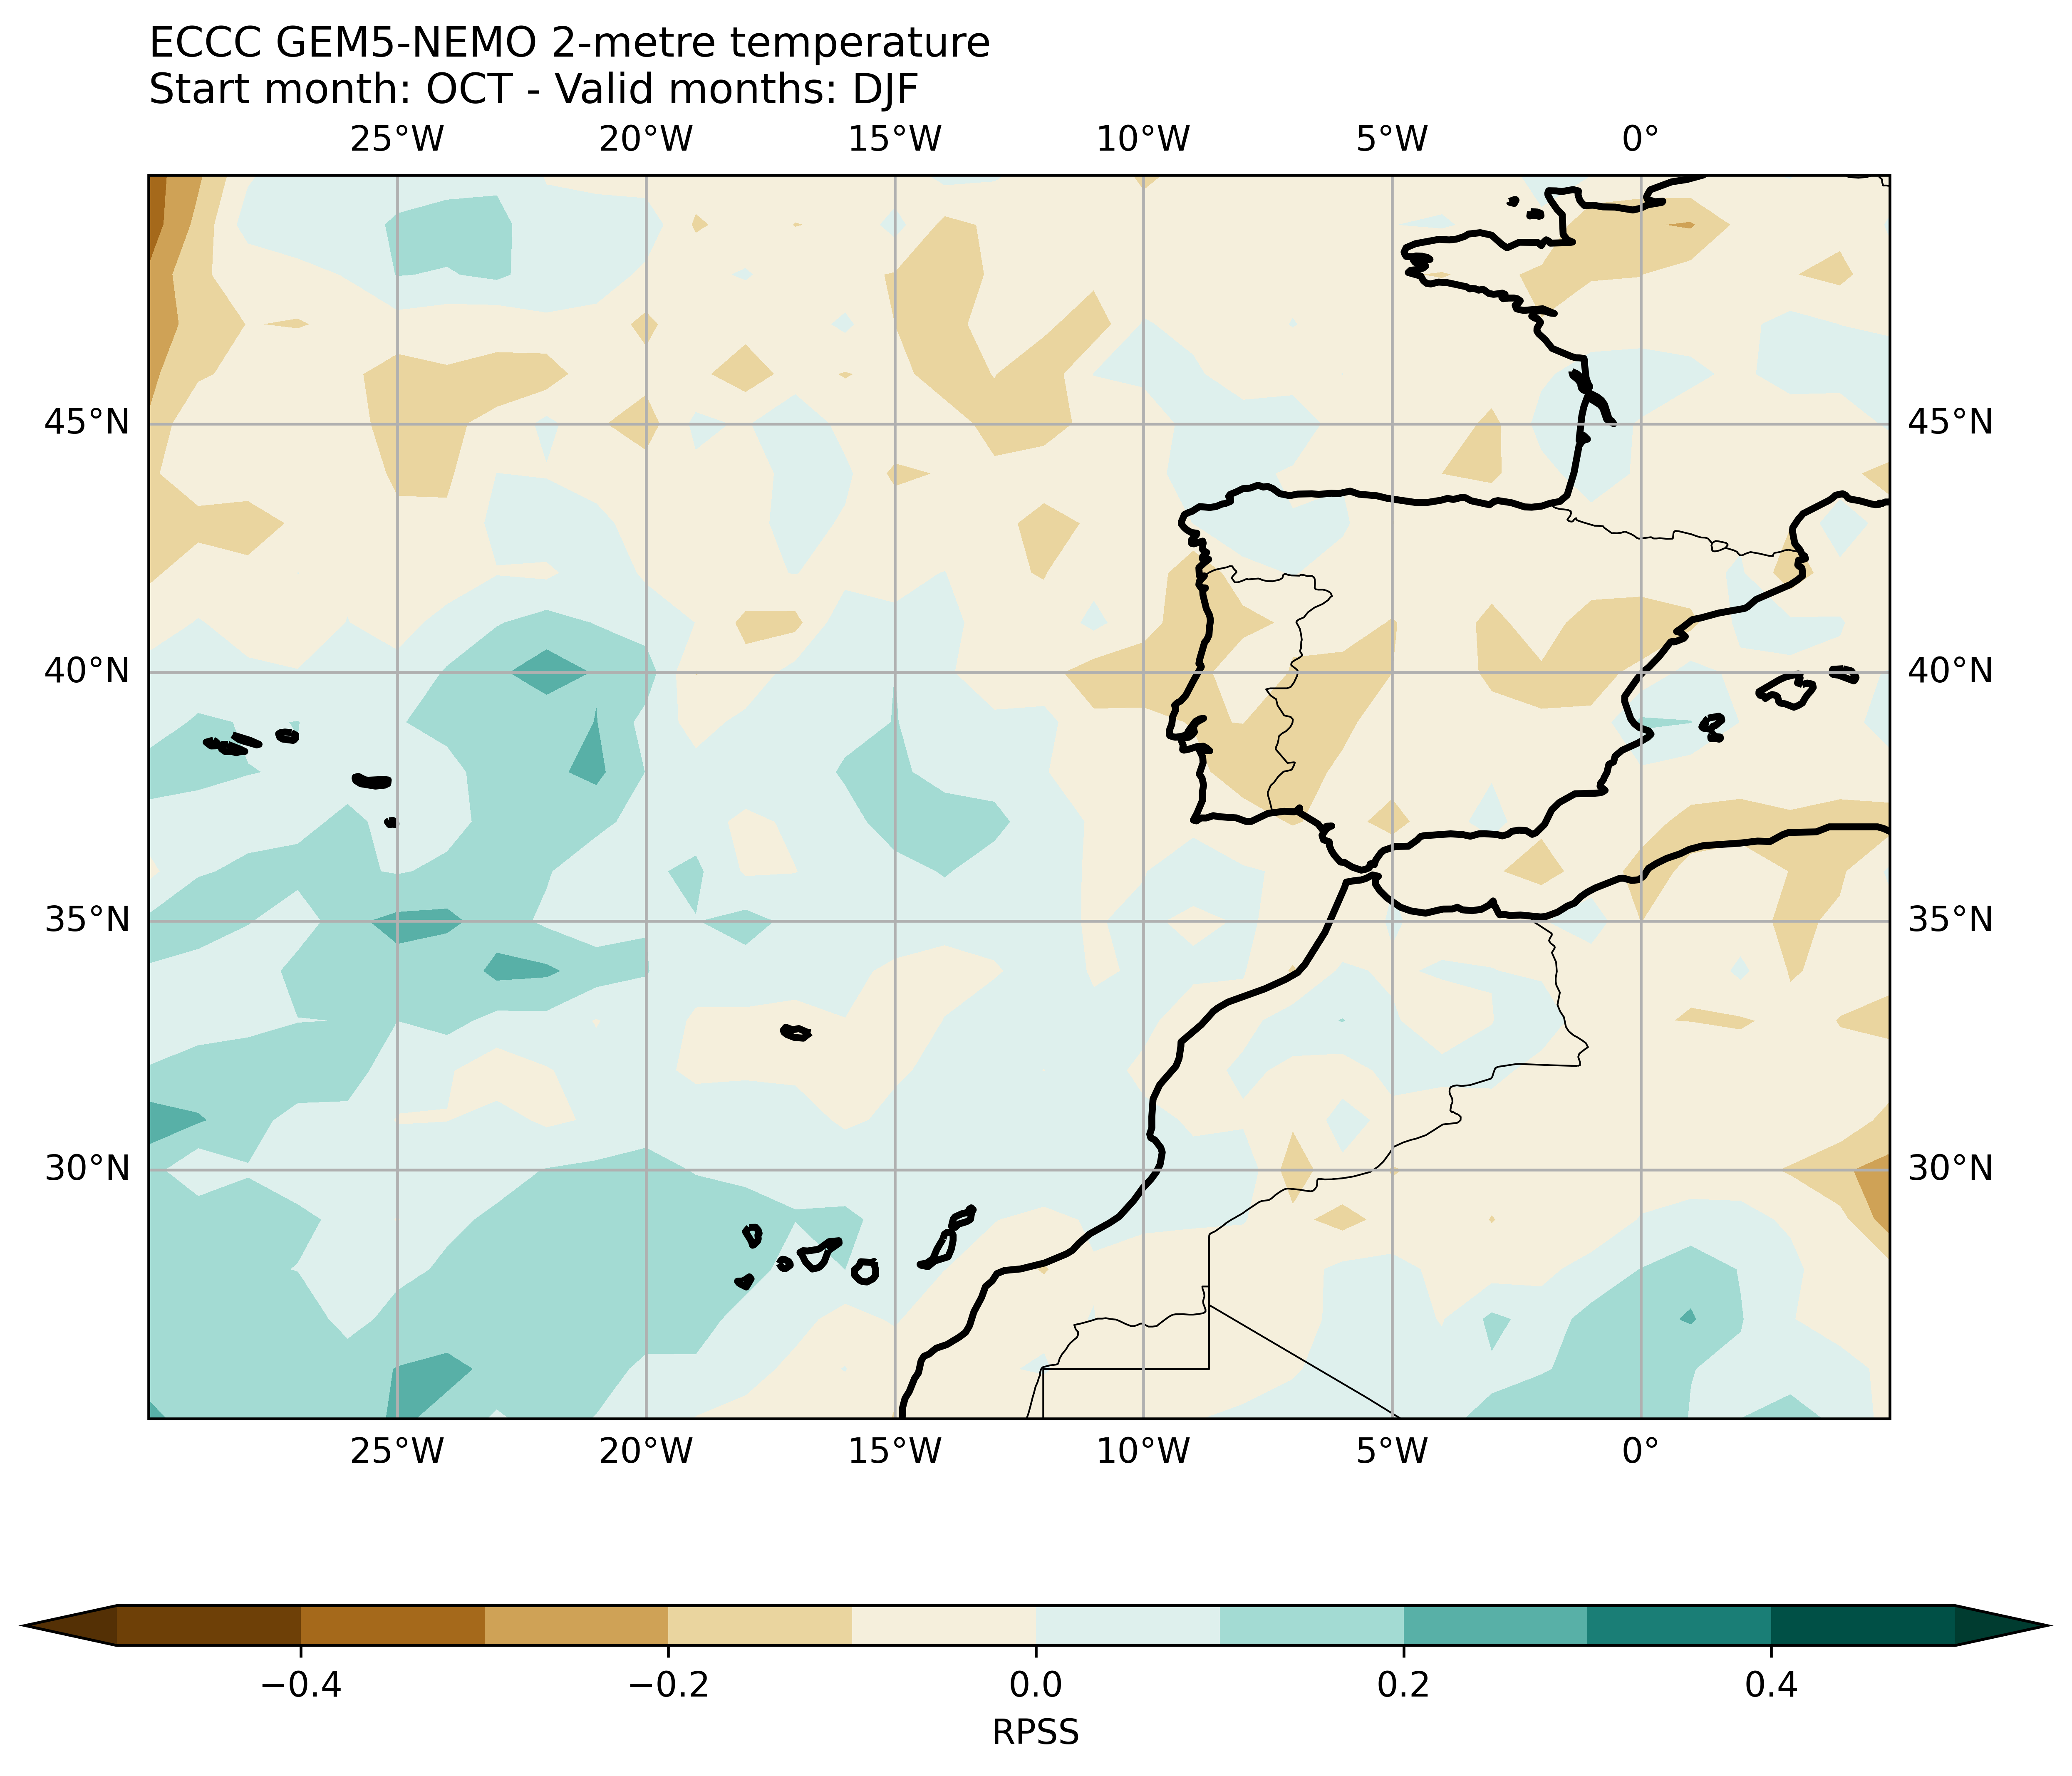 ECCC GEM5-NEMO 2-metre temperature
Start month: OCT - Valid months: DJF
25°W 20°W 15°W 10°W 5°W 0°
45°N 45°N
40°N 40°N
35°N 35°N
30°N 30°N
25°W 20°W 15°W 10°W 5°W 0°
−0.4 −0.2 0.0 0.2 0.4
RPSS